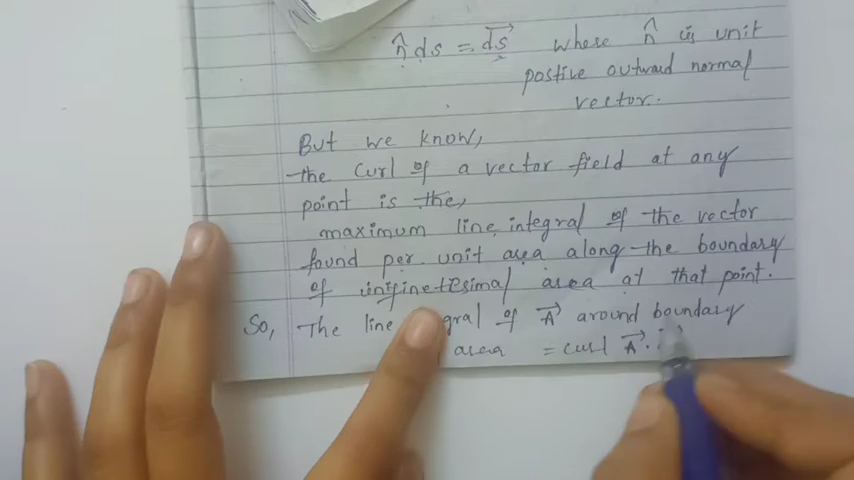 n̂ ds = d͞s⃗ where n̂ is unit
postive outward normal
vector.
But we know,
the curl of a vector field at any
point is the,
maximum line integral of the vector
found per unit area along the boundary
of infinetesimal area at that point.
So, The line gral of A⃗ around boundary
area = curl A⃗.